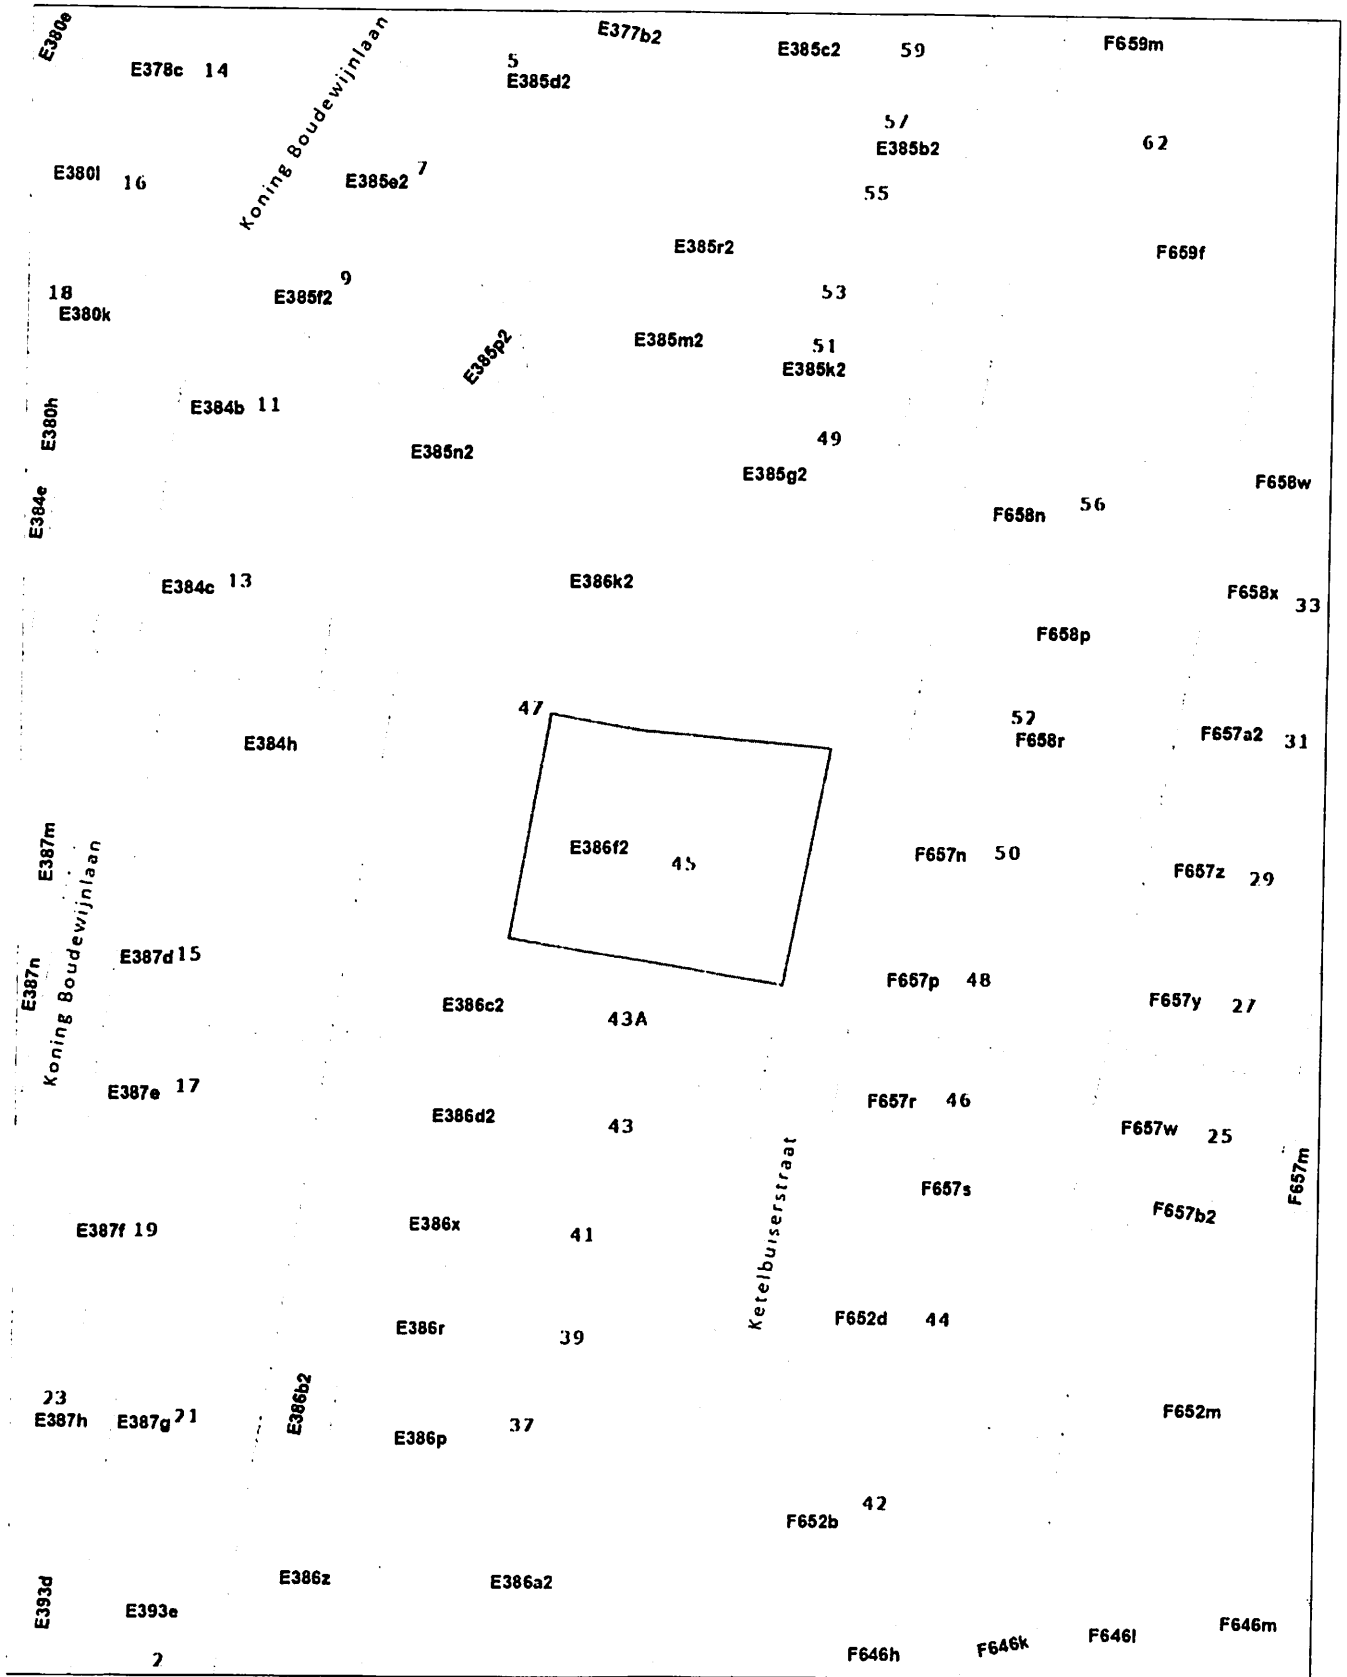 E380e
E377b2
E385c2 59
F659m
E378c 14
5
E385d2
Koning Boudewijnlaan
57
E385b2
62
E380l 16
E385e2 7
55
E385r2
F659f
18
E380k
E385f2 9
53
E385p2
E385m2
51
E385k2
E380h
E384b 11
E385n2
49
E385g2
E384e
F658w
F658n 56
E384c 13
E386k2
F658x 33
F658p
47
52
F658r
E384h
F657a2 31
E387m
E386f2 45
F657n 50
F657z 29
Koning Boudewijnlaan
E387n
E387d 15
F657p 48
E386c2 43A
F657y 27
E387e 17
E386d2 43
F657r 46
F657w 25
F657m
Ketelbuiserstraat
F657s
F657b2
E387f 19
E386x 41
E386r 39
F652d 44
23
E387h E387g 21
E386b2
E386p 37
F652m
42
F652b
E393d
E393e
E386z
E386a2
2
F646h
F646k
F646l
F646m